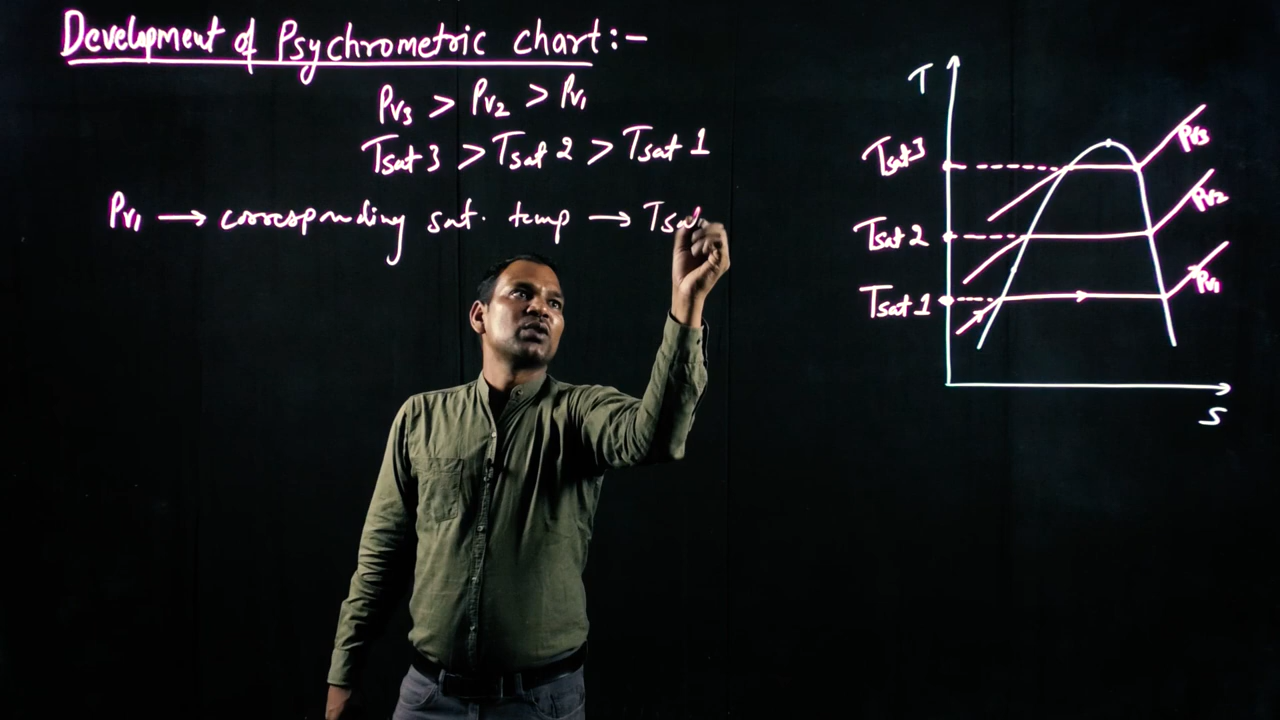 Development of Psychrometric chart:-
Pv3 > Pv2 > Pv1
Tsat 3 > Tsat 2 > Tsat 1
Pv1 → corresponding sat. temp → Tsat
T
Tsat3
Pv3
Tsat 2
Pv2
Tsat 1
Pv1
S